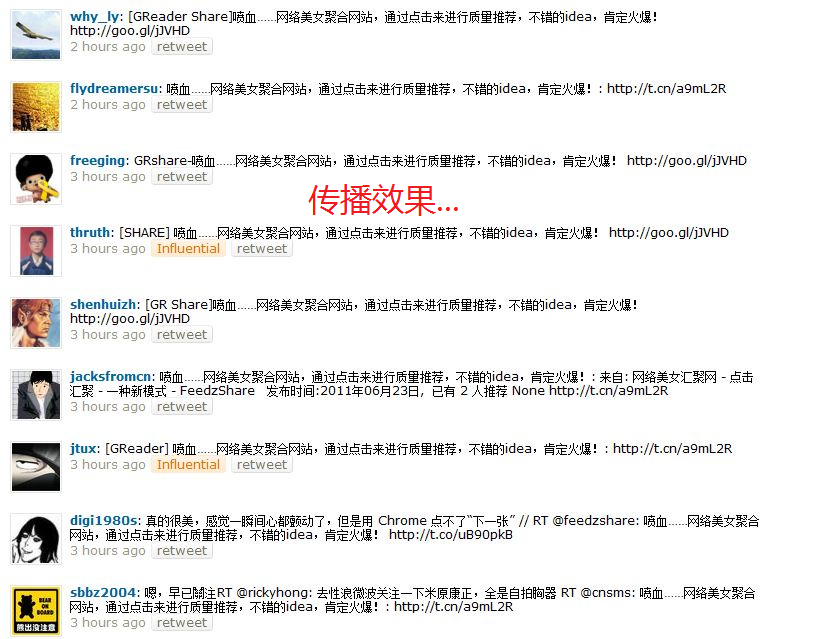 why_ly: [GReader Share]喷血......网络美女聚合网站，通过点击来进行质量推荐，不错的idea，肯定火爆！
http://goo.gl/jJVHD
2 hours ago retweet
flydreamersu: 喷血......网络美女聚合网站，通过点击来进行质量推荐，不错的idea，肯定火爆！: http://t.cn/a9mL2R
2 hours ago retweet
freeging: GRshare-喷血......网络美女聚合网站，通过点击来进行质量推荐，不错的idea，肯定火爆！ http://goo.gl/jJVHD
3 hours ago retweet
传播效果...
thruth: [SHARE] 喷血......网络美女聚合网站，通过点击来进行质量推荐，不错的idea，肯定火爆！ http://goo.gl/jJVHD
3 hours ago Influential retweet
shenhuizh: [GR Share]喷血......网络美女聚合网站，通过点击来进行质量推荐，不错的idea，肯定火爆！
http://goo.gl/jJVHD
3 hours ago retweet
jacksfromcn: 喷血......网络美女聚合网站，通过点击来进行质量推荐，不错的idea，肯定火爆！: 来自: 网络美女汇聚网 - 点击
汇聚 - 一种新模式 - FeedzShare 发布时间:2011年06月23日, 已有 2 人推荐 None http://t.cn/a9mL2R
3 hours ago retweet
jtux: [GReader] 喷血......网络美女聚合网站，通过点击来进行质量推荐，不错的idea，肯定火爆！: http://t.cn/a9mL2R
3 hours ago Influential retweet
digi1980s: 真的很美，感觉一瞬间心都颤动了，但是用 Chrome 点不了“下一张” // RT @feedzshare: 喷血......网络美女聚合
网站，通过点击来进行质量推荐，不错的idea，肯定火爆！ http://t.co/uB90pkB
3 hours ago retweet
sbbz2004: 嗯，早已關注RT @rickyhong: 去性浪微波关注一下米原康正，全是自拍胸器 RT @cnsms: 喷血......网络美女聚合
网站，通过点击来进行质量推荐，不错的idea，肯定火爆！: http://t.cn/a9mL2R
3 hours ago retweet
BEAR
ON
BOARD
熊出没注意